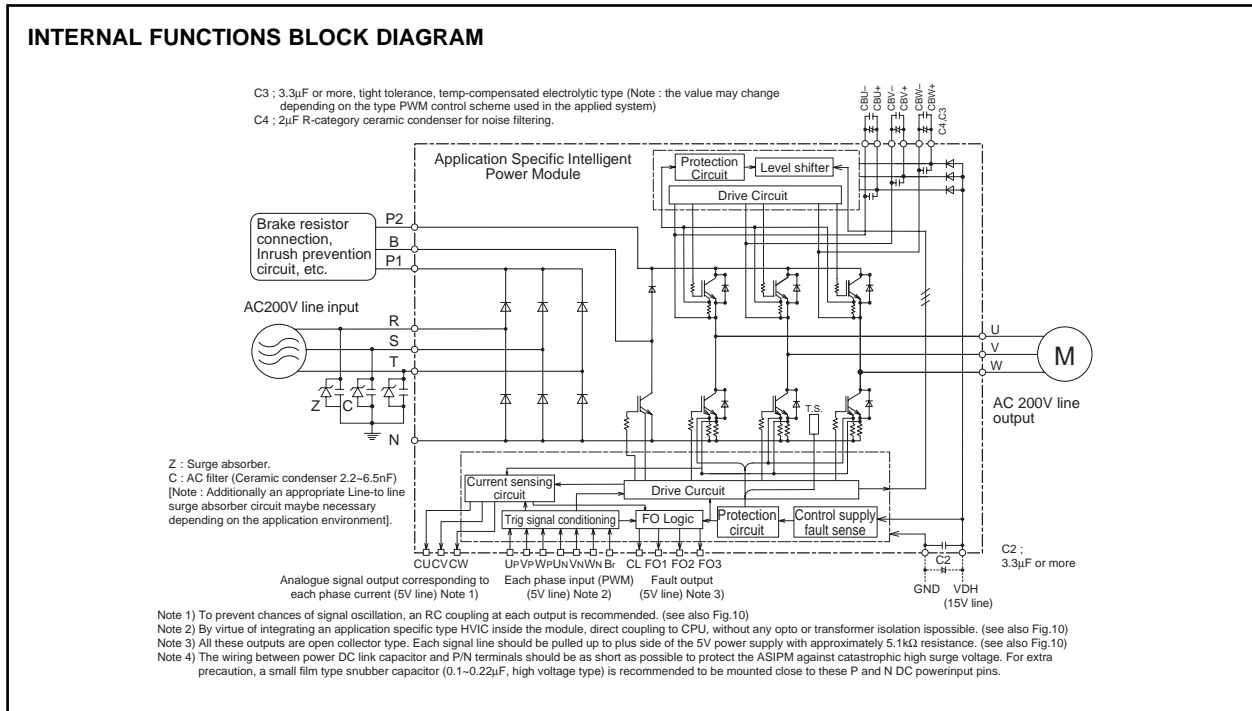 INTERNAL FUNCTIONS BLOCK DIAGRAM
C3 ; 3.3µF or more, tight tolerance, temp-compensated electrolytic type (Note : the value may change
depending on the type PWM control scheme used in the applied system)
C4 ; 2µF R-category ceramic condenser for noise filtering.
CBU–
CBU+
CBV–
CBV+
CBW–
CBW+
C4,C3
Application Specific Intelligent
Power Module
Protection
Circuit
Level shifter
Drive Circuit
Brake resistor
connection,
Inrush prevention
circuit, etc.
P2
B
P1
AC200V line input
R
S
T
Z
C
N
U
V
W
M
AC 200V line
output
T.S.
Z : Surge absorber.
C : AC filter (Ceramic condenser 2.2~6.5nF)
[Note : Additionally an appropriate Line-to line
surge absorber circuit maybe necessary
depending on the application environment].
Current sensing
circuit
Drive Curcuit
Trig signal conditioning
FO Logic
Protection
circuit
Control supply
fault sense
CU CV CW
UP VP WP UN VN WN Br
CL FO1 FO2 FO3
C2
GND
VDH
(15V line)
C2 ;
3.3µF or more
Analogue signal output corresponding to
each phase current (5V line) Note 1)
Each phase input (PWM)
(5V line) Note 2)
Fault output
(5V line) Note 3)
Note 1) To prevent chances of signal oscillation, an RC coupling at each output is recommended. (see also Fig.10)
Note 2) By virtue of integrating an application specific type HVIC inside the module, direct coupling to CPU, without any opto or transformer isolation ispossible. (see also Fig.10)
Note 3) All these outputs are open collector type. Each signal line should be pulled up to plus side of the 5V power supply with approximately 5.1kΩ resistance. (see also Fig.10)
Note 4) The wiring between power DC link capacitor and P/N terminals should be as short as possible to protect the ASIPM against catastrophic high surge voltage. For extra
precaution, a small film type snubber capacitor (0.1~0.22µF, high voltage type) is recommended to be mounted close to these P and N DC powerinput pins.